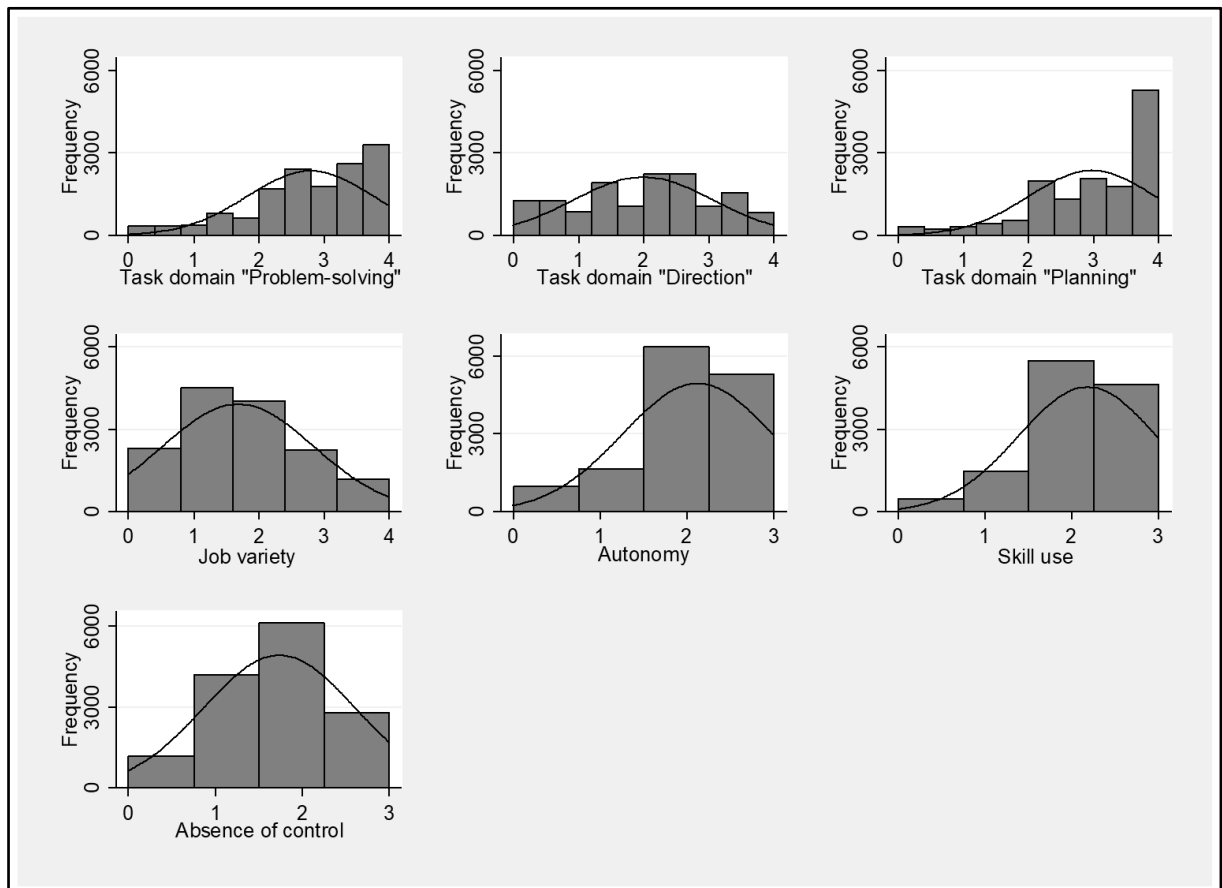 Frequency
0 3000 6000
0 1 2 3 4
Task domain "Problem-solving"
Frequency
0 3000 6000
0 1 2 3 4
Task domain "Direction"
Frequency
0 3000 6000
0 1 2 3 4
Task domain "Planning"
Frequency
0 3000 6000
0 1 2 3 4
Job variety
Frequency
0 3000 6000
0 1 2 3
Autonomy
Frequency
0 3000 6000
0 1 2 3
Skill use
Frequency
0 3000 6000
0 1 2 3
Absence of control